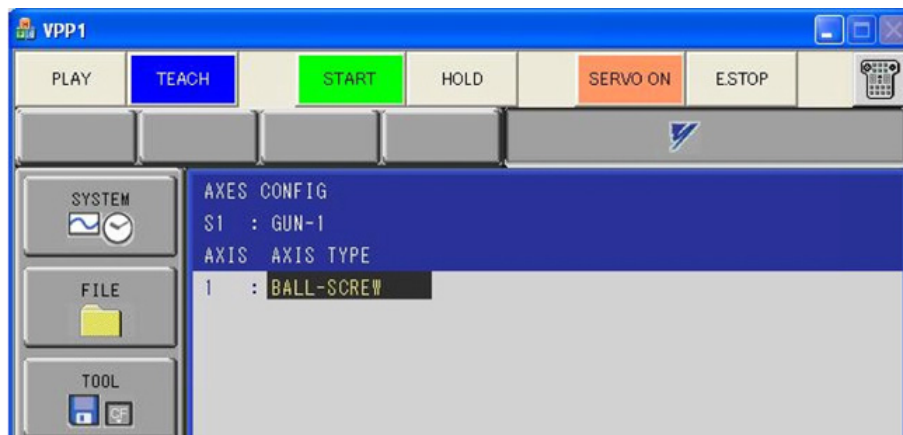 VPP1
PLAY TEACH START HOLD SERVO ON E.STOP
SYSTEM
AXES CONFIG
S1 : GUN-1
AXIS AXIS TYPE
1 : BALL-SCREW
FILE
TOOL
CF